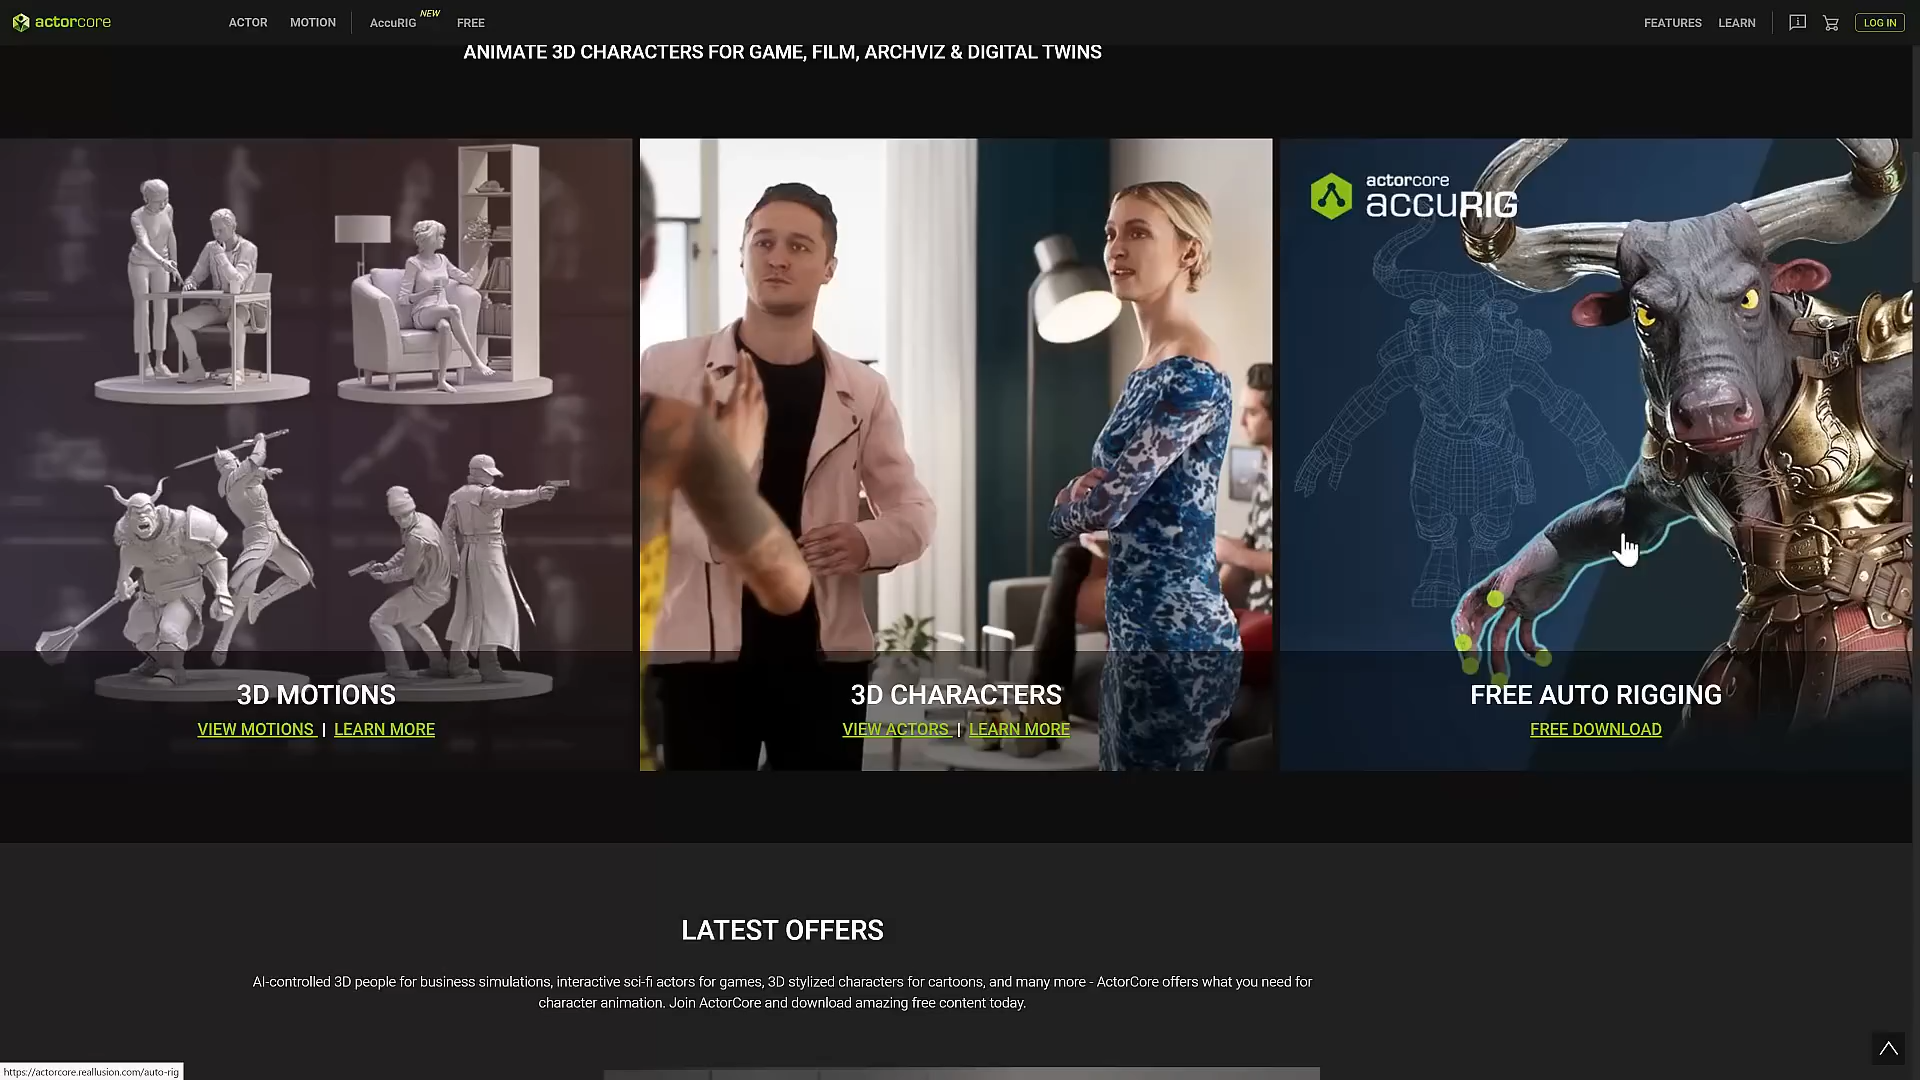 actorcore
ACTOR
MOTION
AccuRIG
NEW
FREE
FEATURES
LEARN
LOG IN
ANIMATE 3D CHARACTERS FOR GAME, FILM, ARCHVIZ & DIGITAL TWINS
actorcore
accuRIG
3D MOTIONS
VIEW MOTIONS | LEARN MORE
3D CHARACTERS
VIEW ACTORS | LEARN MORE
FREE AUTO RIGGING
FREE DOWNLOAD
LATEST OFFERS
AI-controlled 3D people for business simulations, interactive sci-fi actors for games, 3D stylized characters for cartoons, and many more - ActorCore offers what you need for
character animation. Join ActorCore and download amazing free content today.
https://actorcore.reallusion.com/auto-rig